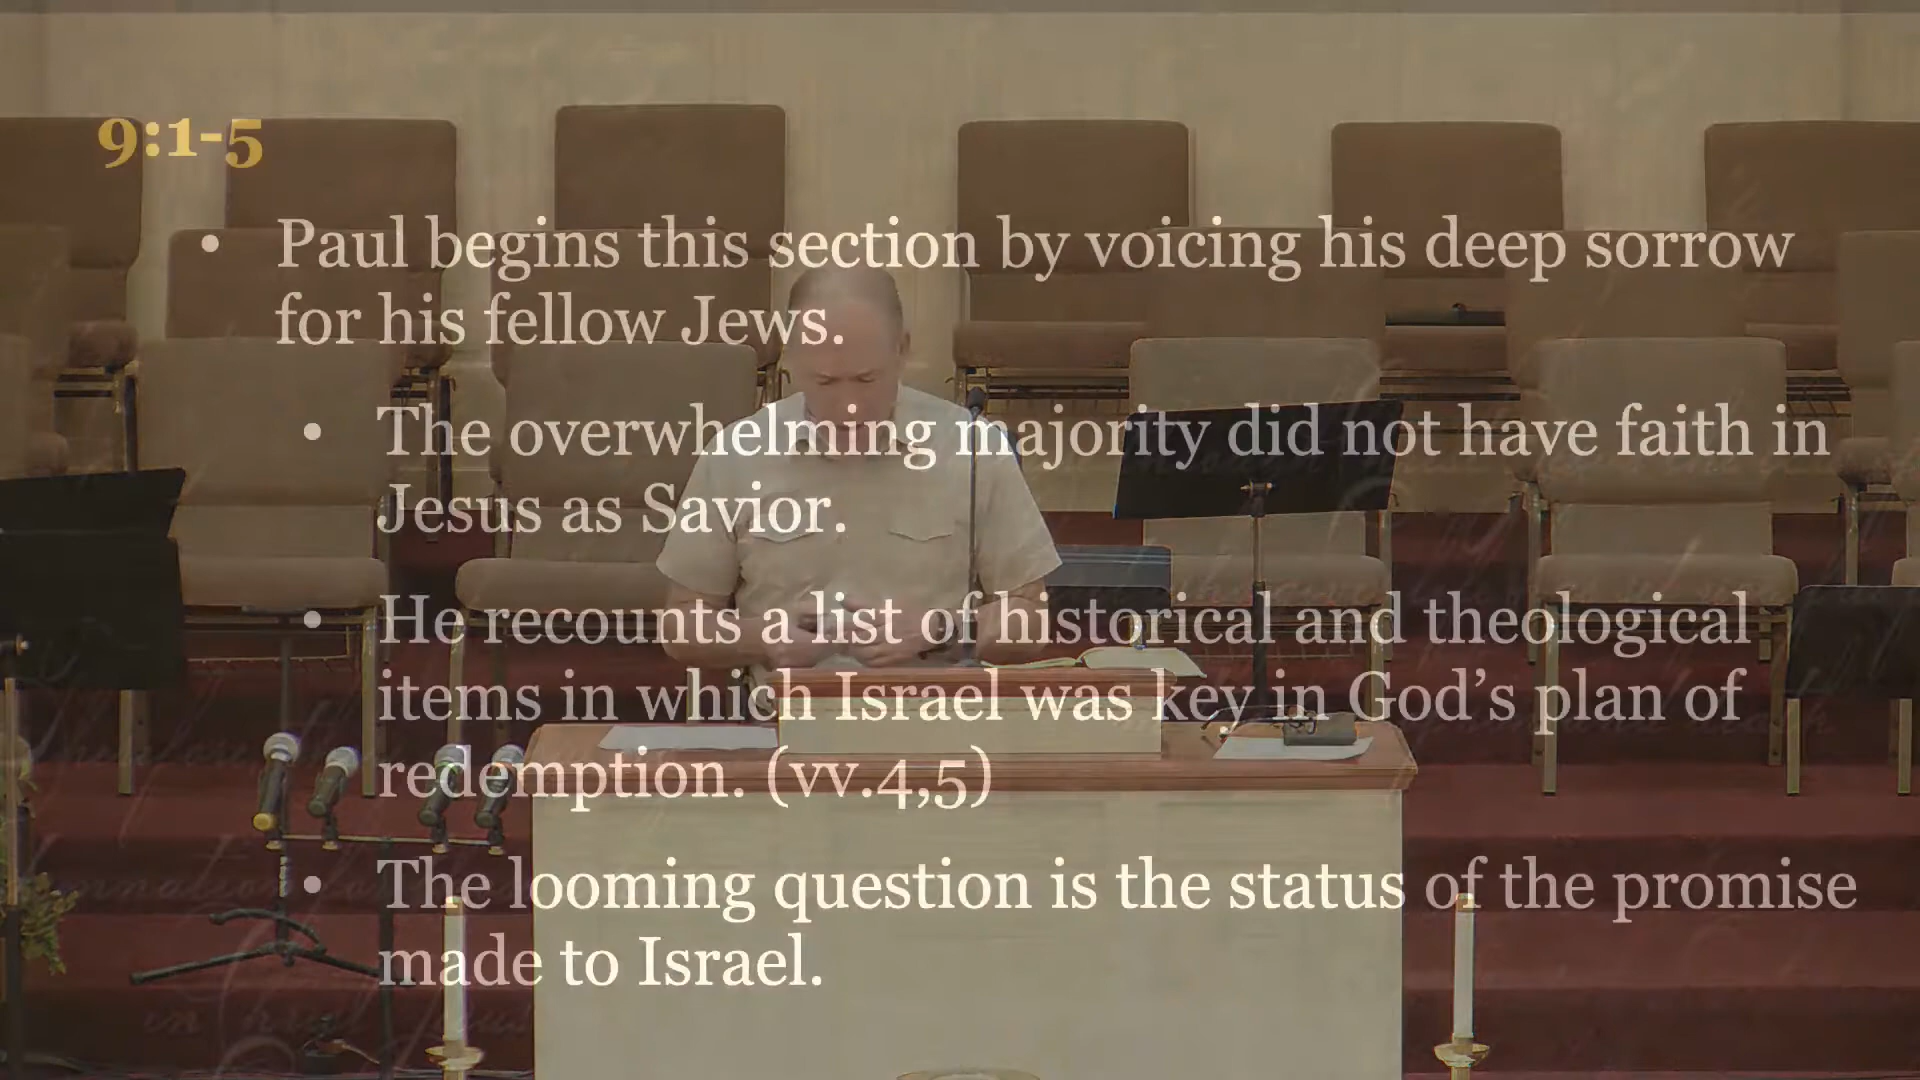 9:1-5
• Paul begins this section by voicing his deep sorrow
for his fellow Jews.
• The overwhelming majority did not have faith in
Jesus as Savior.
• He recounts a list of historical and theological
items in which Israel was key in God’s plan of
redemption. (vv.4,5)
• The looming question is the status of the promise
made to Israel.